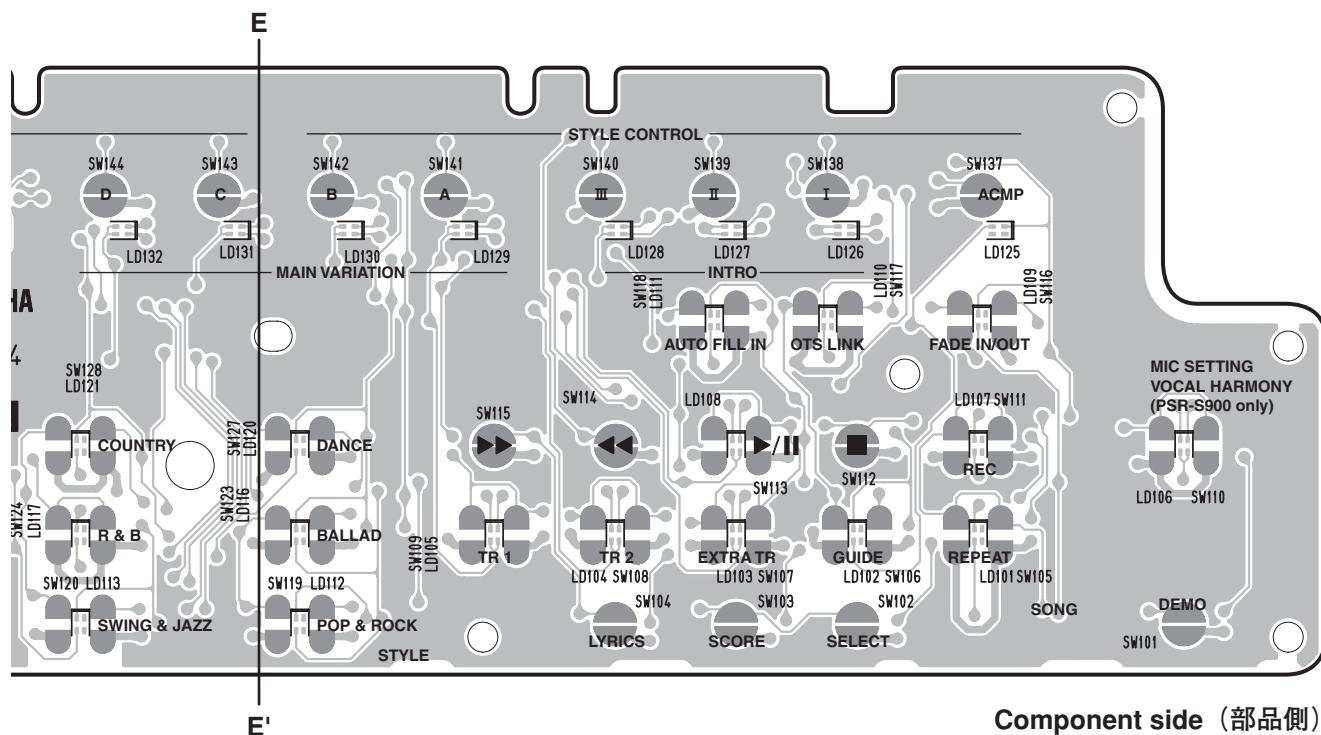 E
STYLE CONTROL
SW144
SW143
SW142
SW141
SW140
SW139
SW138
SW137
D
C
B
A
III
II
I
ACMP
LD132
LD131
LD130
LD129
LD128
LD127
LD126
LD125
MAIN VARIATION
INTRO
SW118
LD111
LD110
SW117
LD109
SW116
HA
4
AUTO FILL IN
OTS LINK
FADE IN/OUT
SW128
LD121
MIC SETTING
VOCAL HARMONY
(PSR-S900 only)
SW115
SW114
LD108
LD107 SW111
COUNTRY
SW127
LD120
DANCE
REC
SW113
SW112
LD106 SW110
SW124
LD117
SW123
LD116
R & B
BALLAD
SW109
LD105
TR 1
TR 2
EXTRA TR
GUIDE
REPEAT
SW120 LD113
SW119 LD112
LD104 SW108
LD103 SW107
LD102 SW106
LD101 SW105
SW104
SW103
SW102
SONG
DEMO
SWING & JAZZ
POP & ROCK
LYRICS
SCORE
SELECT
SW101
STYLE
E'
Component side（部品側）